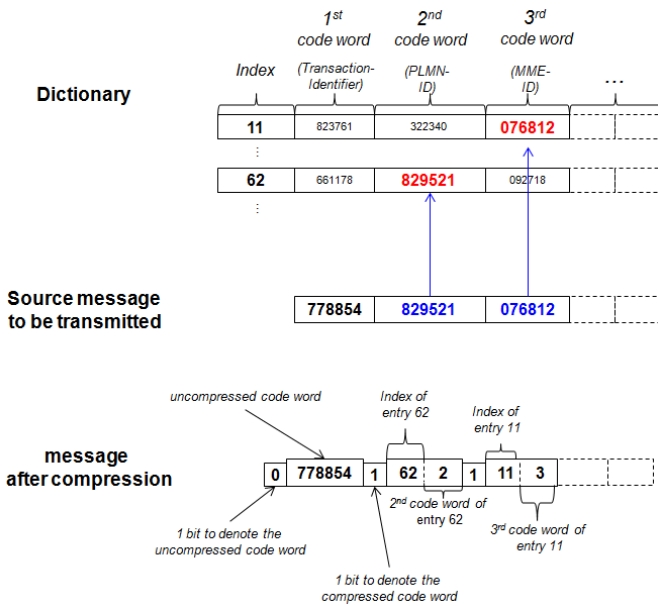 1st
code word
2nd
code word
3rd
code word
Index
(Transaction-
Identifier)
(PLMN-
ID)
(MME-
ID)
...
Dictionary
11 823761 322340 076812
⋮
62 661178 829521 092718
⋮
Source message
to be transmitted
778854 829521 076812
uncompressed code word
Index of
entry 62
Index of
entry 11
message
after compression
0 778854 1 62 2 1 11 3
2nd code word of
entry 62
3rd code word
of entry 11
1 bit to denote the
uncompressed code word
1 bit to denote the
compressed code word